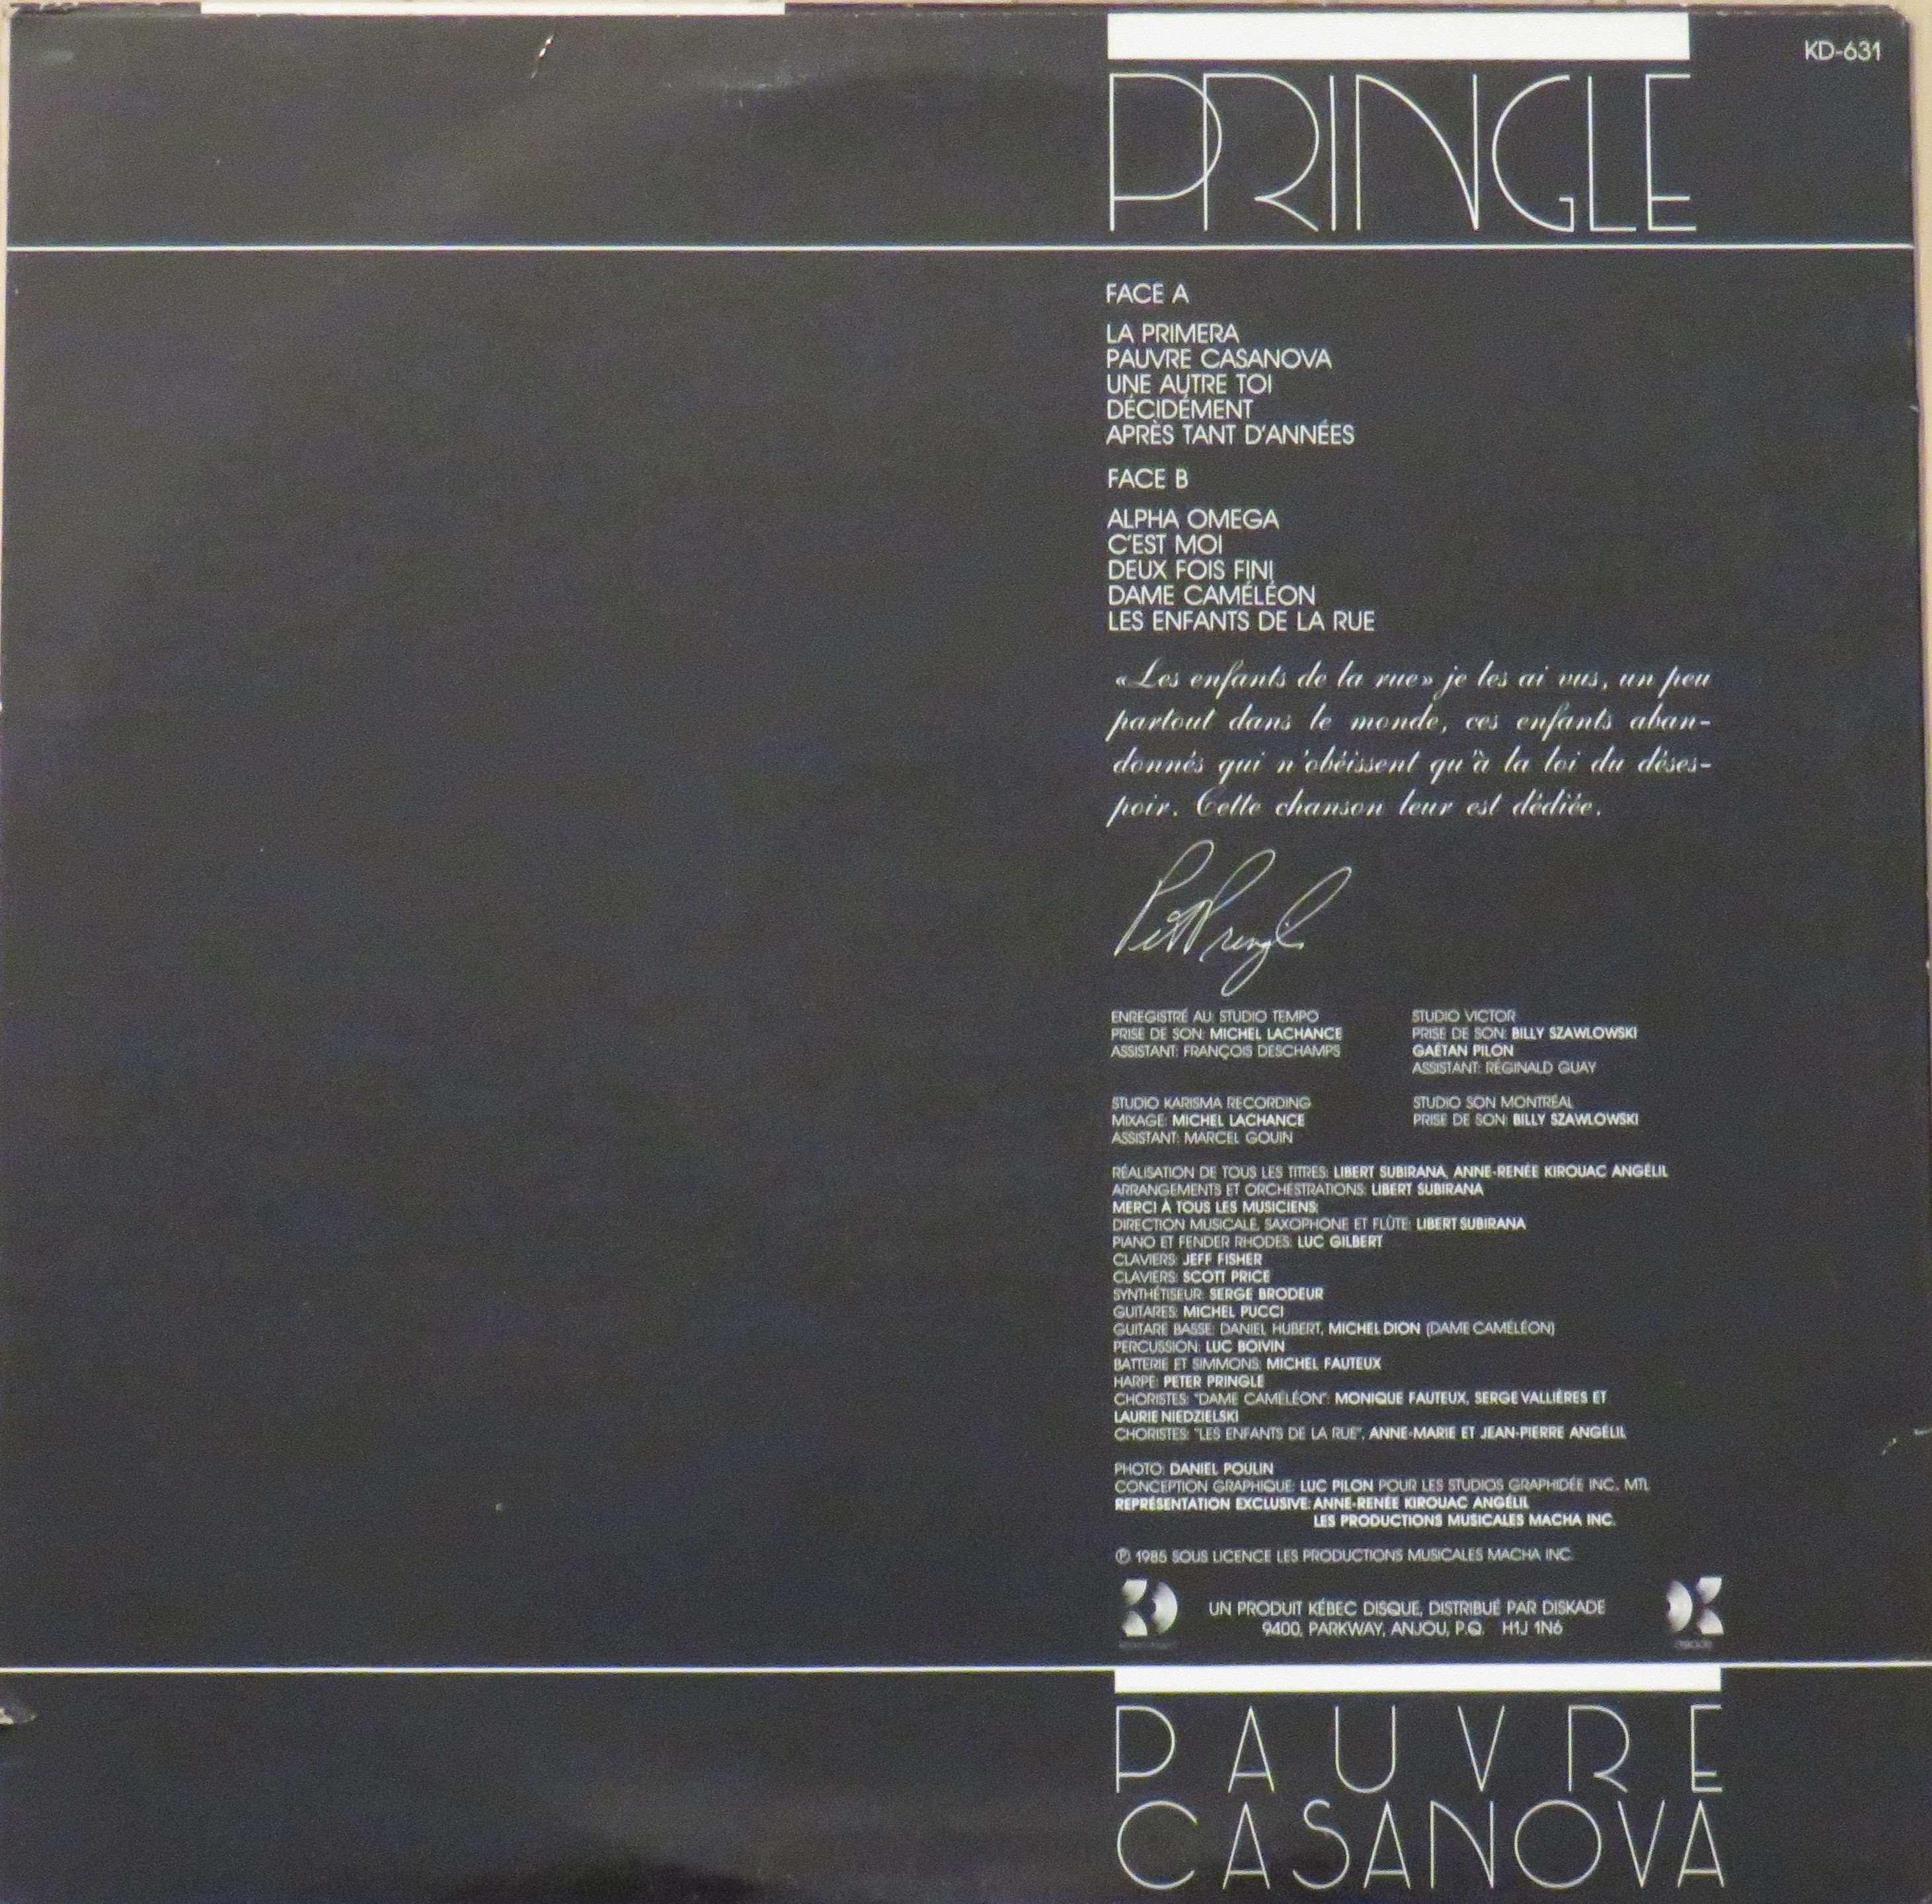 KD-631
PRINGLE
FACE A
LA PRIMERA
PAUVRE CASANOVA
UNE AUTRE TOI
DÉCIDÉMENT
APRÈS TANT D'ANNÉES
FACE B
ALPHA OMEGA
C'EST MOI
DEUX FOIS FINI
DAME CAMÉLÉON
LES ENFANTS DE LA RUE
«Les enfants de la rue» je les ai vus, un peu
partout dans le monde, ces enfants aban-
donnés qui n'obéissent qu'à la loi du déses-
poir. Cette chanson leur est dédiée.
Pringle
ENREGISTRÉ AU: STUDIO TEMPO
PRISE DE SON: MICHEL LACHANCE
ASSISTANT: FRANÇOIS DESCHAMPS
STUDIO VICTOR
PRISE DE SON: BILLY SZAWLOWSKI
GAÉTAN PILON
ASSISTANT: RÉGINALD GUAY
STUDIO KARISMA RECORDING
MIXAGE: MICHEL LACHANCE
ASSISTANT: MARCEL GOUIN
STUDIO SON MONTRÉAL
PRISE DE SON: BILLY SZAWLOWSKI
RÉALISATION DE TOUS LES TITRES: LIBERT SUBIRANA, ANNE-RENÉE KIROUAC ANGÉLIL
ARRANGEMENTS ET ORCHESTRATIONS: LIBERT SUBIRANA
MERCI À TOUS LES MUSICIENS:
DIRECTION MUSICALE, SAXOPHONE ET FLÛTE: LIBERT SUBIRANA
PIANO ET FENDER RHODES: LUC GILBERT
CLAVIERS: JEFF FISHER
CLAVIERS: SCOTT PRICE
SYNTHÉTISEUR: SERGE BRODEUR
GUITARES: MICHEL PUCCI
GUITARE BASSE: DANIEL HUBERT, MICHEL DION (DAME CAMÉLÉON)
PERCUSSION: LUC BOIVIN
BATTERIE ET SIMMONS: MICHEL FAUTEUX
HARPE: PETER PRINGLE
CHORISTES: "DAME CAMÉLÉON": MONIQUE FAUTEUX, SERGE VALLIÈRES ET
LAURIE NIEDZIELSKI
CHORISTES: "LES ENFANTS DE LA RUE", ANNE-MARIE ET JEAN-PIERRE ANGÉLIL
PHOTO: DANIEL POULIN
CONCEPTION GRAPHIQUE: LUC PILON POUR LES STUDIOS GRAPHIDÉE INC., MTL
REPRÉSENTATION EXCLUSIVE: ANNE-RENÉE KIROUAC ANGÉLIL
LES PRODUCTIONS MUSICALES MACHA INC.
℗ 1985 SOUS LICENCE LES PRODUCTIONS MUSICALES MACHA INC.
UN PRODUIT KÉBEC DISQUE, DISTRIBUÉ PAR DISKADE
9400, PARKWAY, ANJOU, P.Q. H1J 1N6
PAUVRE
CASANOVA